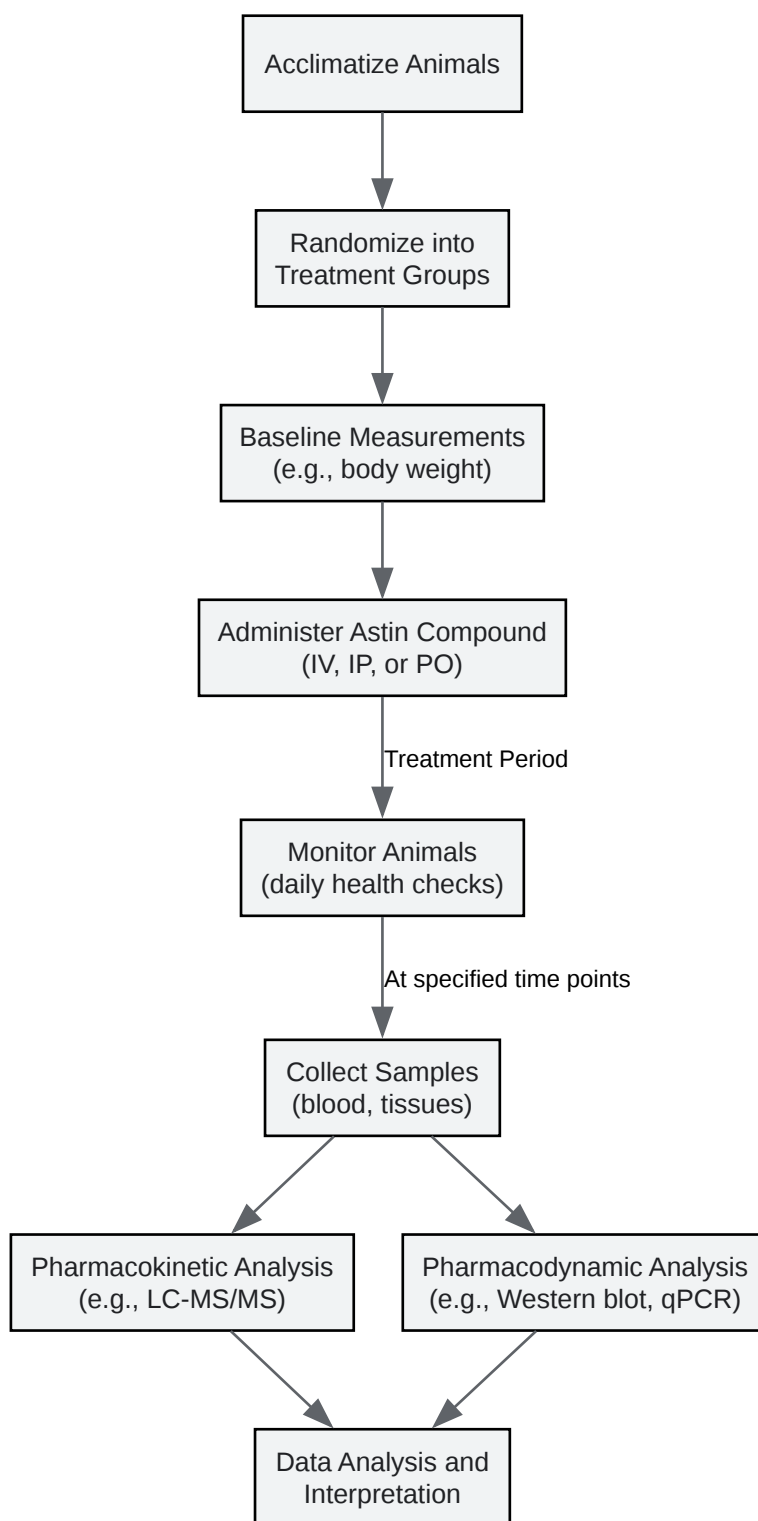 Acclimatize Animals
Randomize into
Treatment Groups
Baseline Measurements
(e.g., body weight)
Administer Astin Compound
(IV, IP, or PO)
Treatment Period
Monitor Animals
(daily health checks)
At specified time points
Collect Samples
(blood, tissues)
Pharmacokinetic Analysis
(e.g., LC-MS/MS)
Pharmacodynamic Analysis
(e.g., Western blot, qPCR)
Data Analysis and
Interpretation